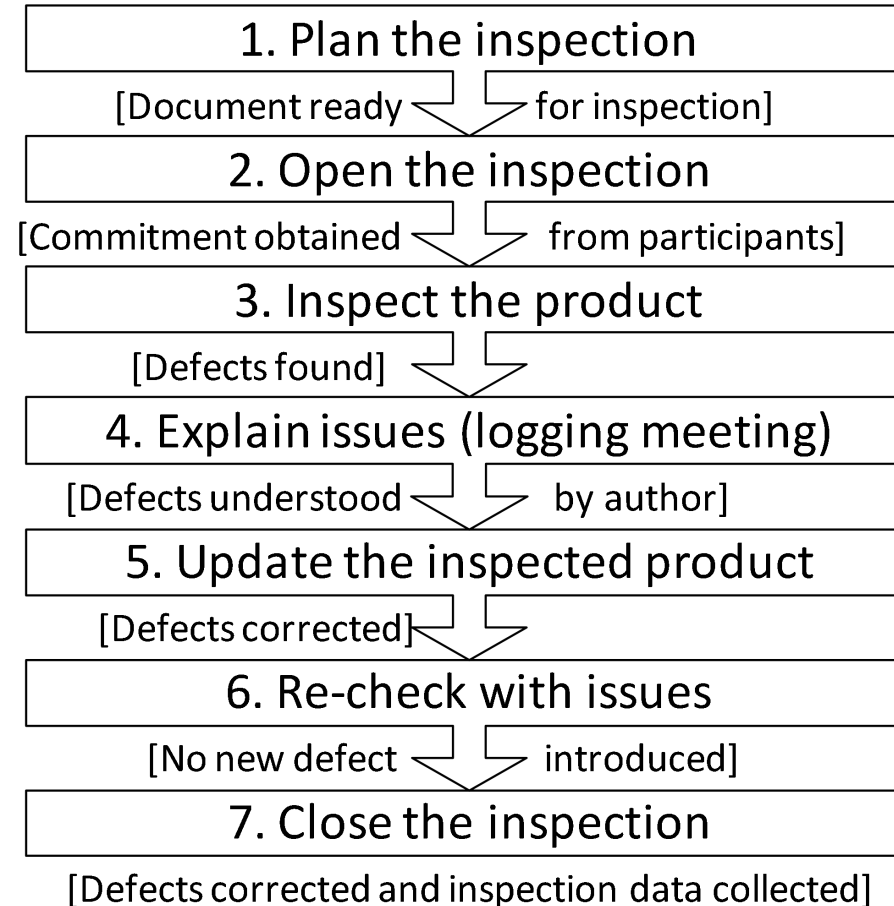 1. Plan the inspection
[Document ready for inspection]
2. Open the inspection
[Commitment obtained from participants]
3. Inspect the product
[Defects found]
4. Explain issues (logging meeting)
[Defects understood by author]
5. Update the inspected product
[Defects corrected]
6. Re-check with issues
[No new defect introduced]
7. Close the inspection
[Defects corrected and inspection data collected]